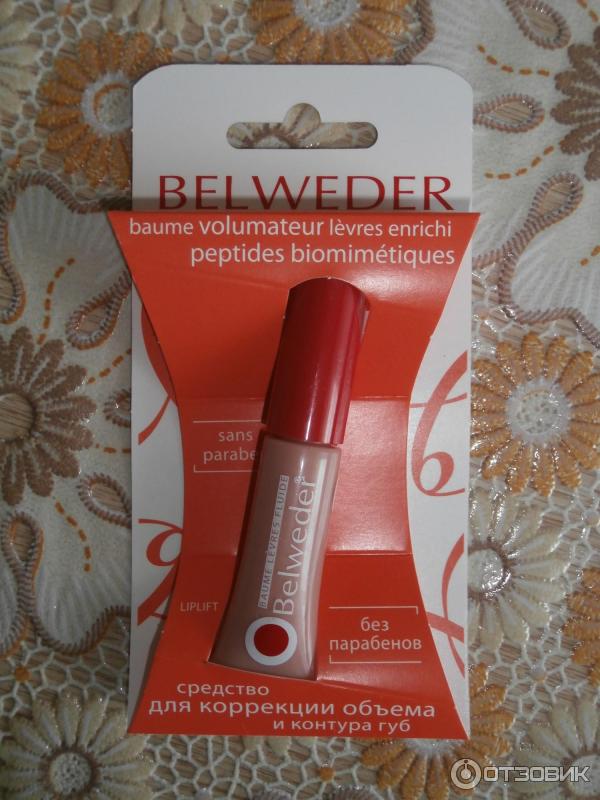 BELWEDER
baume volumateur lèvres enrichi
peptides biomimétiques
sans
parabe
BAUME LÈVRES FLUIDE
Belweder®
LIPLIFT
без
парабенов
средство
для коррекции объема
и контура губ
ОТЗОВИК